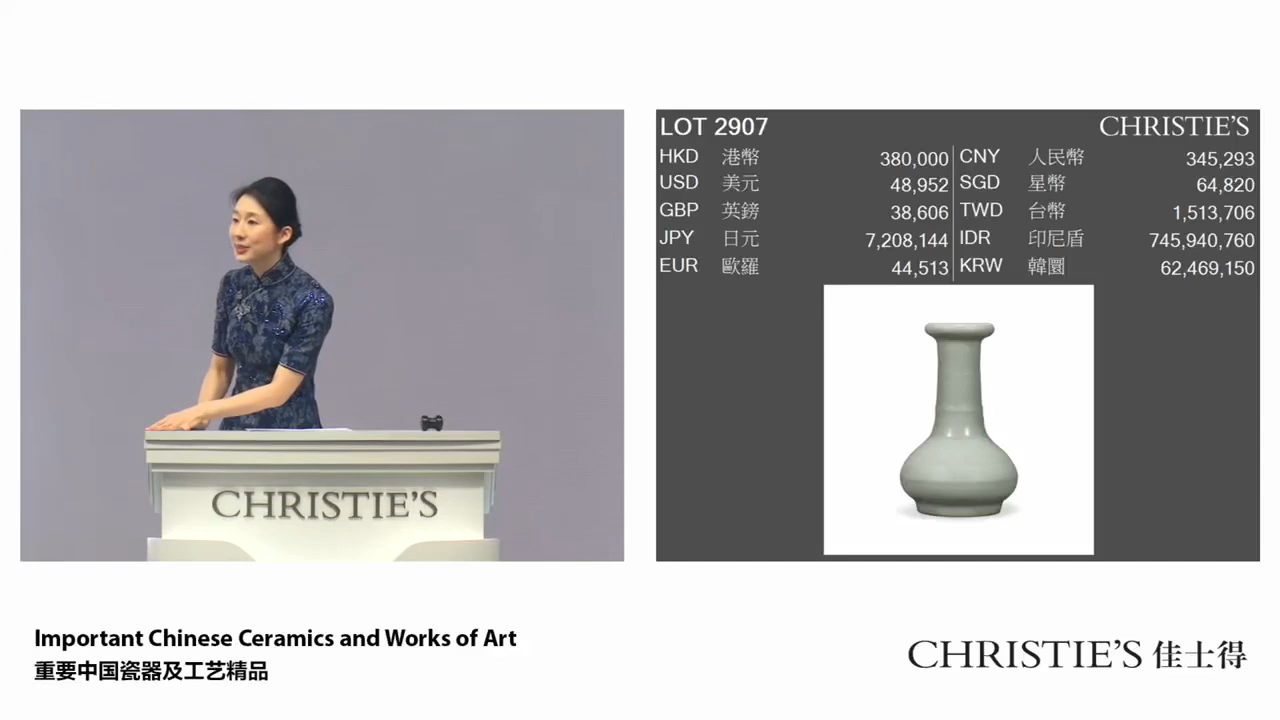 CHRISTIE'S
LOT 2907 CHRISTIE'S
HKD 港幣 380,000 CNY 人民幣 345,293
USD 美元 48,952 SGD 星幣 64,820
GBP 英鎊 38,606 TWD 台幣 1,513,706
JPY 日元 7,208,144 IDR 印尼盾 745,940,760
EUR 歐羅 44,513 KRW 韓圜 62,469,150
Important Chinese Ceramics and Works of Art
重要中国瓷器及工艺精品
CHRISTIE'S 佳士得